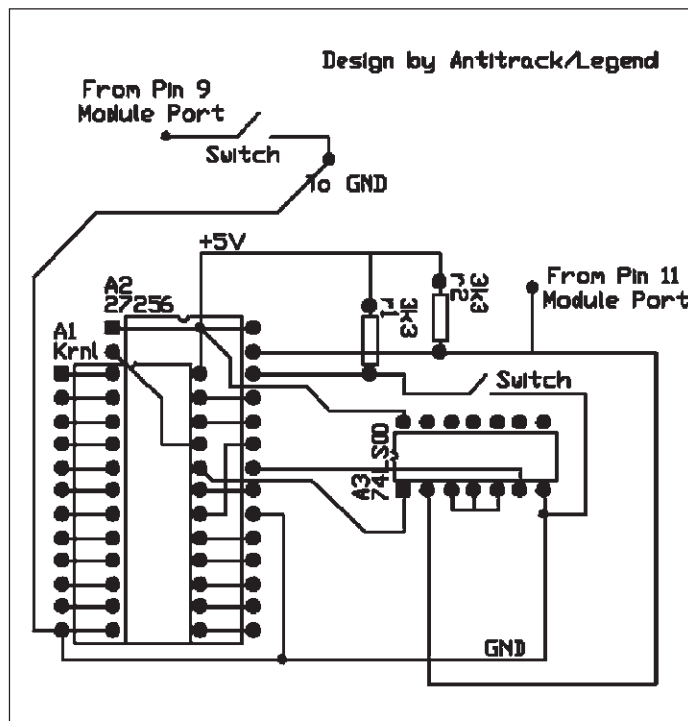 Design by Antitrack/Legend
From Pin 9
Module Port
Switch
To GND
+5V
A2
27256
A1
Krnl
3k3
r1
3k3
r2
From Pin 11
Module Port
Switch
A3
74LS00
GND